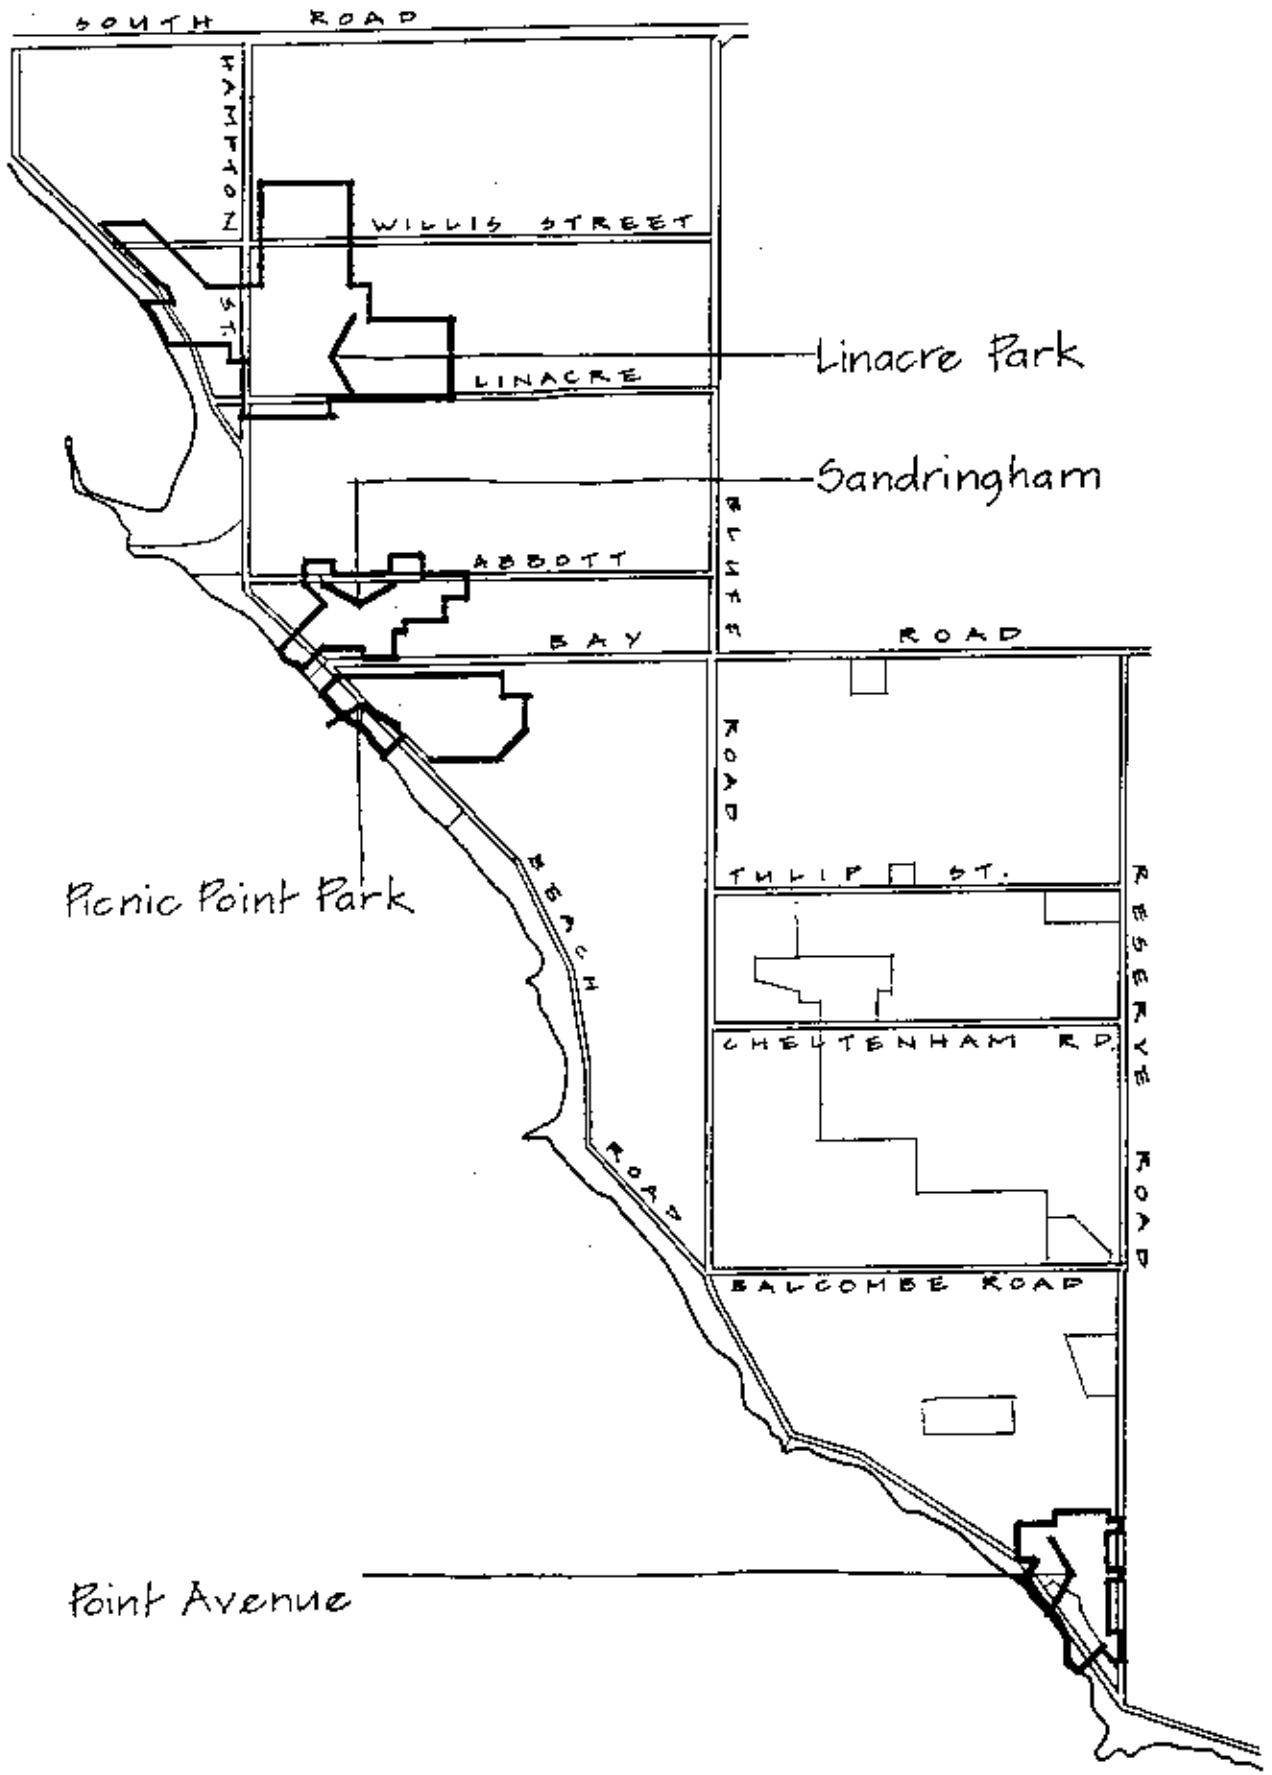 SOUTH ROAD
HAMPTON ST.
WILLIS STREET
Linacre Park
LINACRE
Sandringham
ABBOTT
BLUFF ROAD
BAY ROAD
Picnic Point Park
TULIP ST.
BEACH ROAD
RESERVE ROAD
CHELTENHAM RD.
BALCOMBE ROAD
Point Avenue